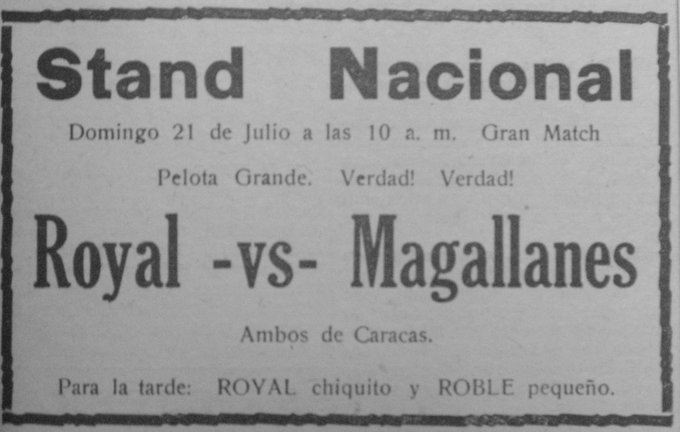 Stand Nacional
Domingo 21 de Julio a las 10 a. m. Gran Match
Pelota Grande. Verdad! Verdad!
Royal -vs- Magallanes
Ambos de Caracas.
Para la tarde: ROYAL chiquito y ROBLE pequeño.